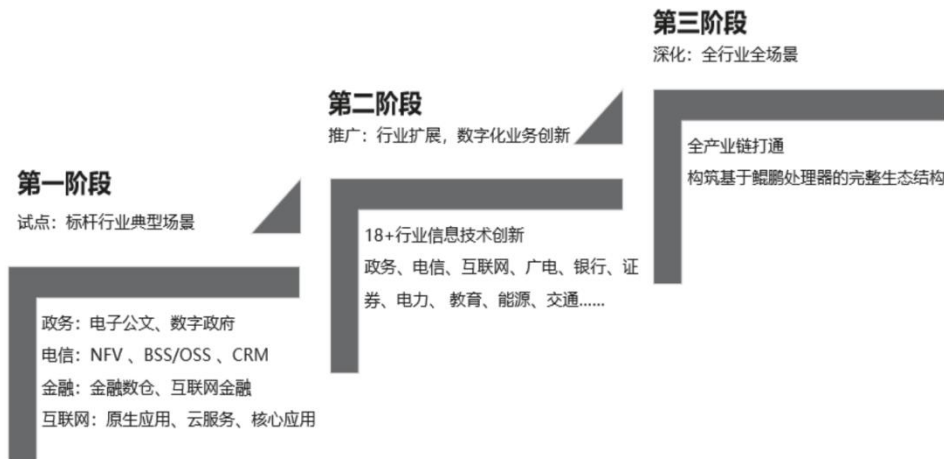 第一阶段
试点：标杆行业典型场景
政务：电子公文、数字政府
电信：NFV 、BSS/OSS 、CRM
金融：金融数仓、互联网金融
互联网：原生应用、云服务、核心应用
第二阶段
推广：行业扩展，数字化业务创新
18+行业信息技术创新
政务、电信、互联网、广电、银行、证
券、电力、 教育、能源、交通......
第三阶段
深化：全行业全场景
全产业链打通
构筑基于鲲鹏处理器的完整生态结构